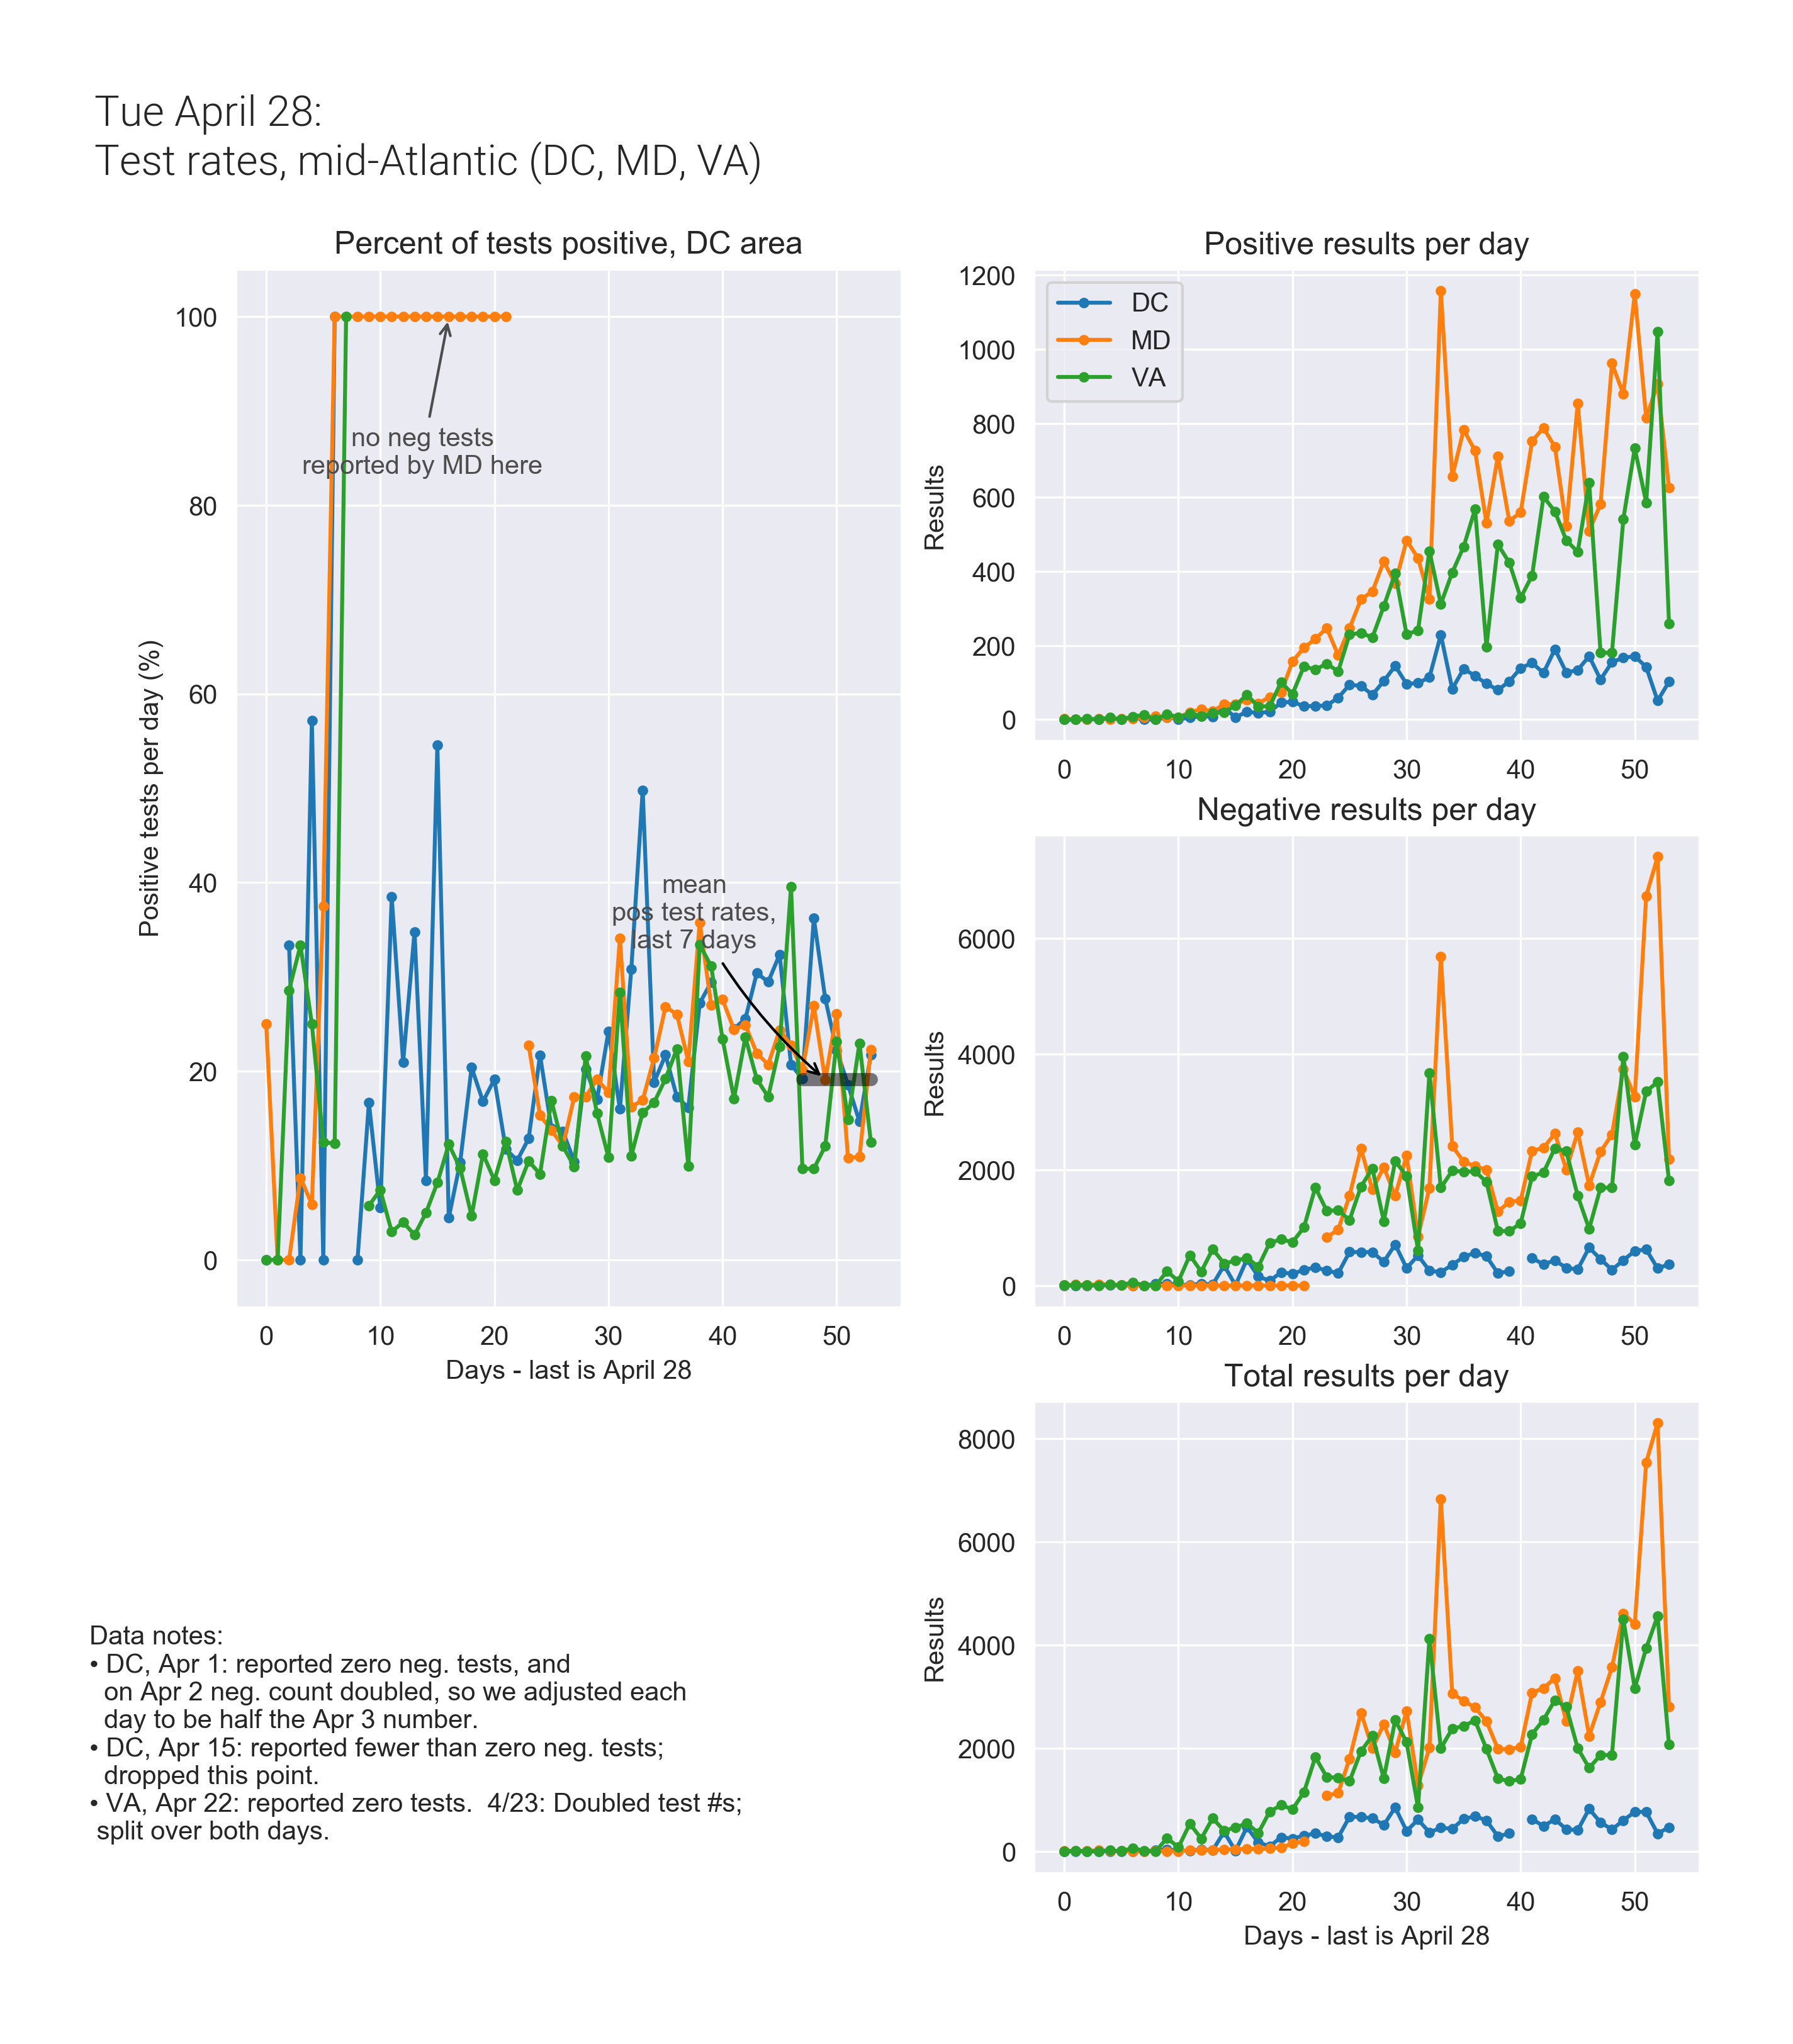 Tue April 28:
Test rates, mid-Atlantic (DC, MD, VA)
Percent of tests positive, DC area
Positive tests per day (%)
100
80
60
40
20
0
no neg tests
reported by MD here
mean
pos test rates,
last 7 days
0 10 20 30 40 50
Days - last is April 28
Positive results per day
Results
1200
1000
800
600
400
200
0
DC
MD
VA
0 10 20 30 40 50
Negative results per day
Results
6000
4000
2000
0
0 10 20 30 40 50
Total results per day
Results
8000
6000
4000
2000
0
0 10 20 30 40 50
Days - last is April 28
Data notes:
• DC, Apr 1: reported zero neg. tests, and
on Apr 2 neg. count doubled, so we adjusted each
day to be half the Apr 3 number.
• DC, Apr 15: reported fewer than zero neg. tests;
dropped this point.
• VA, Apr 22: reported zero tests.  4/23: Doubled test #s;
split over both days.